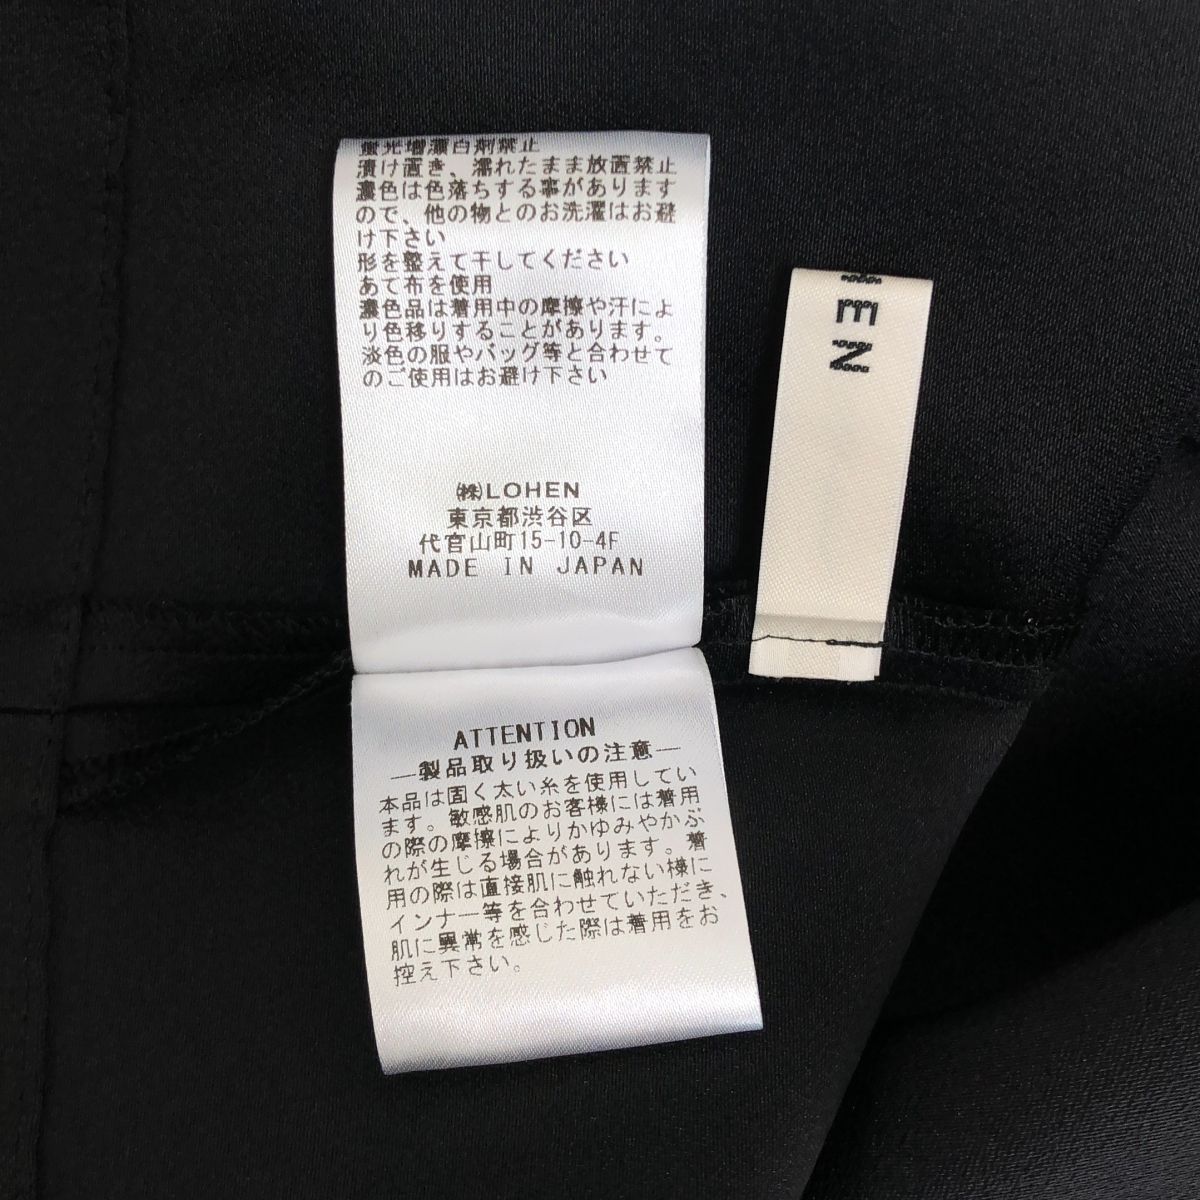 蛍光増漂白剤禁止
漬け置き、濡れたまま放置禁止
濃色は色落ちする事があります
ので、他の物とのお洗濯はお避
け下さい
形を整えて干してください
あて布を使用
濃色品は着用中の摩擦や汗によ
り色移りすることがあります。
淡色の服やバッグ等と合わせて
のご使用はお避け下さい
㈱LOHEN
東京都渋谷区
代官山町15-10-4F
MADE IN JAPAN
EN
ATTENTION
―製品取り扱いの注意―
本品は固く太い糸を使用してい
ます。敏感肌のお客様には着用
の際の摩擦によりかゆみやかぶ
れが生じる場合があります。着
用の際は直接肌に触れない様に
インナー等を合わせていただき、
肌に異常を感じた際は着用をお
控え下さい。